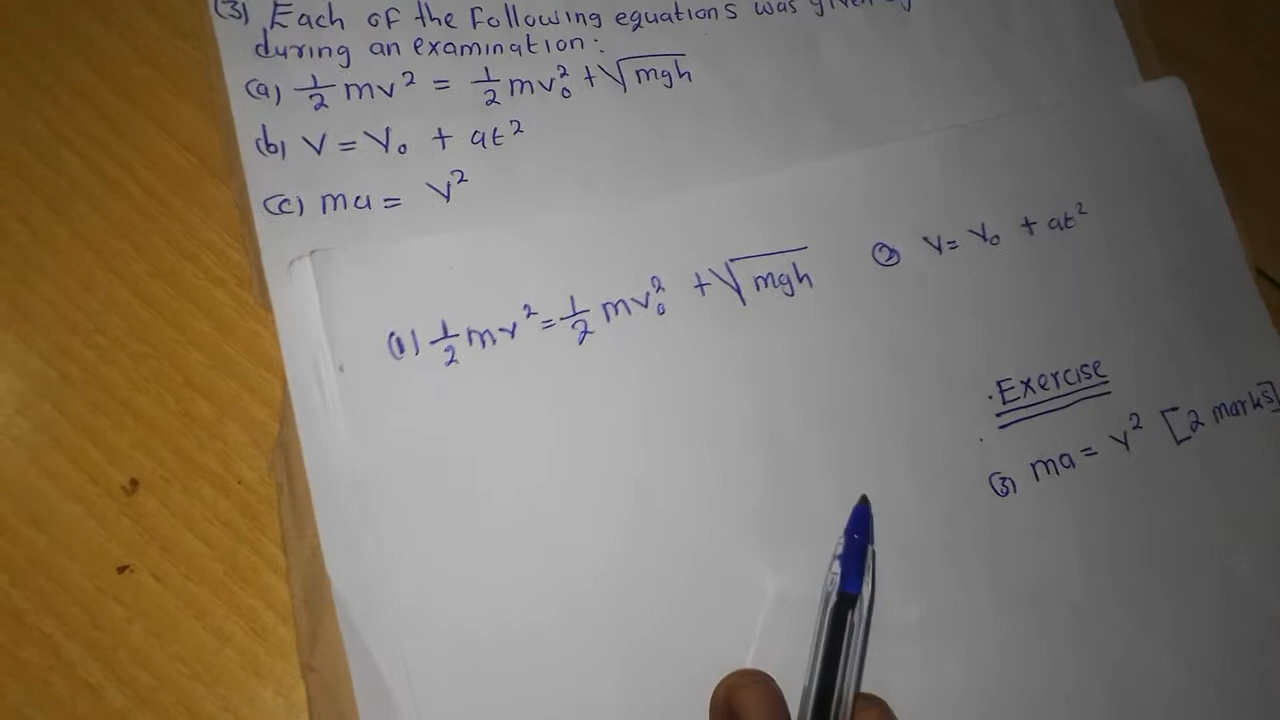 (3) Each of the following equations was given
during an examination:
(a) ½ mv² = ½ mv₀² + √mgh
(b) v = v₀ + at²
(c) ma = v²
(1) ½ mv² = ½ mv₀² + √mgh
② v = v₀ + at²
Exercise
③ ma = v² [2 marks]